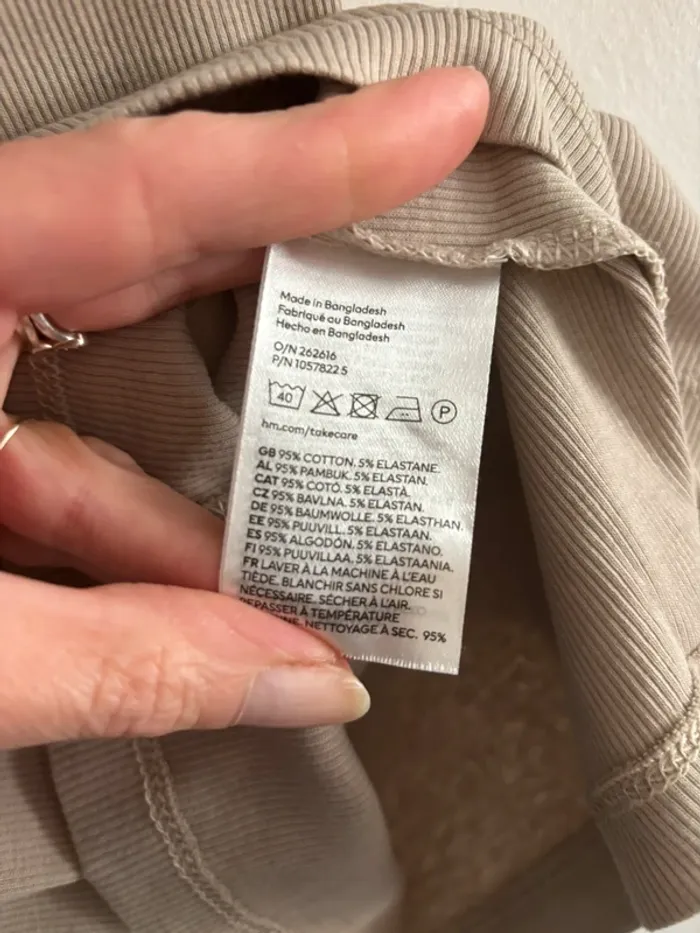 Made in Bangladesh
Fabriqué au Bangladesh
Hecho en Bangladesh
O/N 262616
P/N 10578225
40 P
hm.com/takecare
GB 95% COTTON. 5% ELASTANE.
AL 95% PAMBUK. 5% ELASTAN.
CAT 95% COTÓ. 5% ELASTÀ.
CZ 95% BAVLNA. 5% ELASTAN.
DE 95% BAUMWOLLE. 5% ELASTHAN.
EE 95% PUUVILL. 5% ELASTAAN.
ES 95% ALGODÓN. 5% ELASTANO.
FI 95% PUUVILLAA. 5% ELASTAANIA.
FR LAVER À LA MACHINE À L'EAU
TIÈDE. BLANCHIR SANS CHLORE SI
NÉCESSAIRE. SÉCHER À L'AIR.
REPASSER À TEMPÉRATURE
NETTOYAGE À SEC. 95%